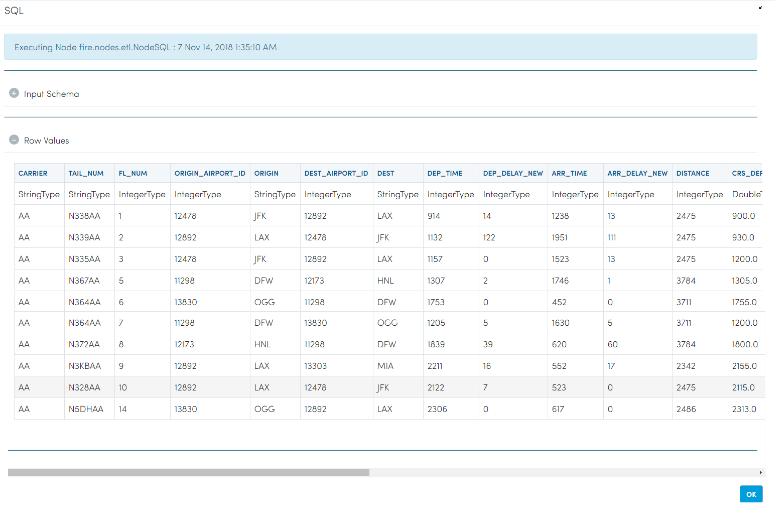 SQL
Executing Node fire.nodes.etl.NodeSQL : 7 Nov 14, 2018 1:35:10 AM
Input Schema
Row Values
CARRIER TAIL_NUM FL_NUM ORIGIN_AIRPORT_ID ORIGIN DEST_AIRPORT_ID DEST DEP_TIME DEP_DELAY_NEW ARR_TIME ARR_DELAY_NEW DISTANCE CRS_DEP
StringType StringType IntegerType IntegerType StringType IntegerType StringType IntegerType IntegerType IntegerType IntegerType IntegerType Double
AA N338AA 1 12478 JFK 12892 LAX 914 14 1238 13 2475 900.0
AA N339AA 2 12892 LAX 12478 JFK 1132 122 1951 111 2475 930.0
AA N335AA 3 12478 JFK 12892 LAX 1157 0 1523 13 2475 1200.0
AA N367AA 5 11298 DFW 12173 HNL 1307 2 1746 1 3784 1305.0
AA N364AA 6 13830 OGG 11298 DFW 1753 0 452 0 3711 1755.0
AA N364AA 7 11298 DFW 13830 OGG 1205 5 1630 5 3711 1200.0
AA N372AA 8 12173 HNL 11298 DFW 1839 39 620 60 3784 1800.0
AA N3KBAA 9 12892 LAX 13303 MIA 2211 16 552 17 2342 2155.0
AA N328AA 10 12892 LAX 12478 JFK 2122 7 523 0 2475 2115.0
AA N5DHAA 14 13830 OGG 12892 LAX 2306 0 617 0 2486 2313.0
OK